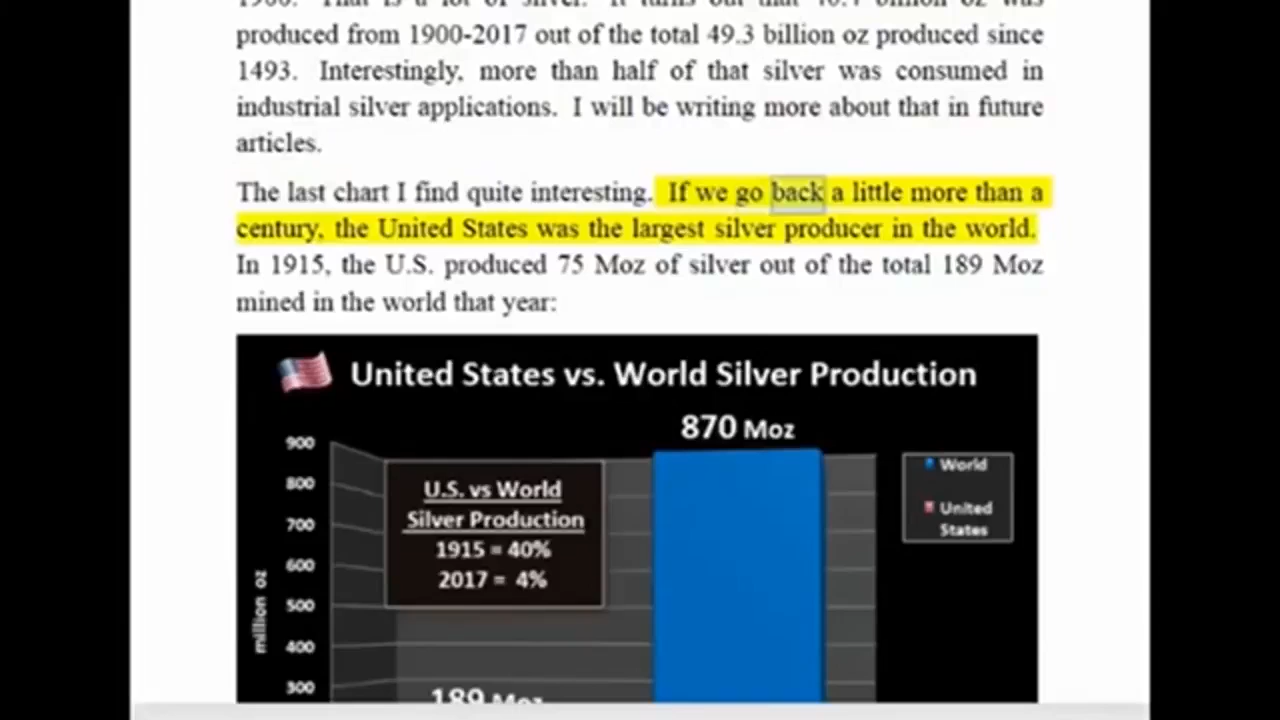 produced from 1900-2017 out of the total 49.3 billion oz produced since
1493. Interestingly, more than half of that silver was consumed in
industrial silver applications. I will be writing more about that in future
articles.
The last chart I find quite interesting. If we go back a little more than a
century, the United States was the largest silver producer in the world.
In 1915, the U.S. produced 75 Moz of silver out of the total 189 Moz
mined in the world that year:
United States vs. World Silver Production
870 Moz
900
800
700
600
500
400
300
million oz
U.S. vs World
Silver Production
1915 = 40%
2017 = 4%
World
United
States
189 Moz